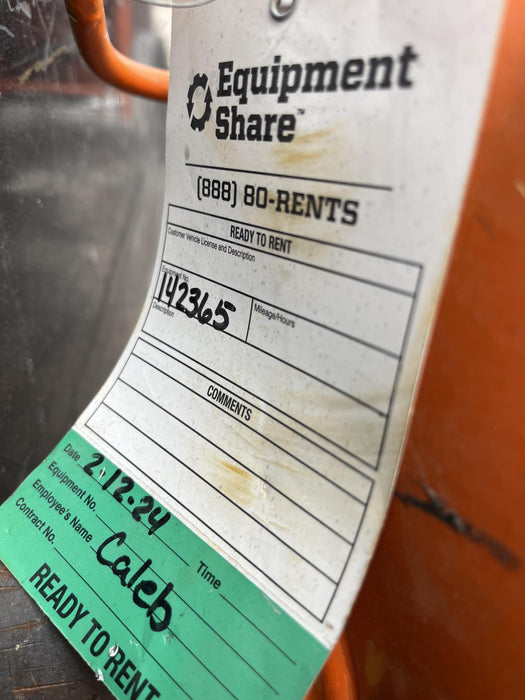 Equipment
Share™
(888) 80-RENTS
READY TO RENT
Customer Vehicle License and Description
Equipment No.
142365
Mileage/Hours
Description
COMMENTS
Date 2.12.24
Equipment No.
Time
Employee's Name Caleb
Contract No.
READY TO RENT